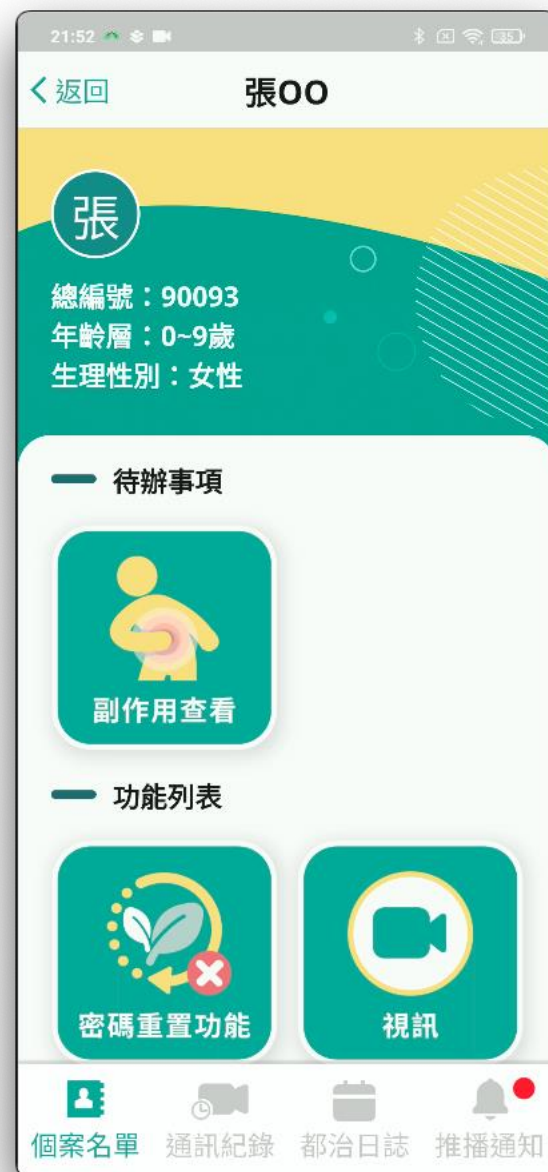 21:52
35
返回
張OO
張
總編號：90093
年齡層：0~9歲
生理性別：女性
待辦事項
副作用查看
功能列表
密碼重置功能
視訊
個案名單
通訊紀錄
都治日誌
推播通知